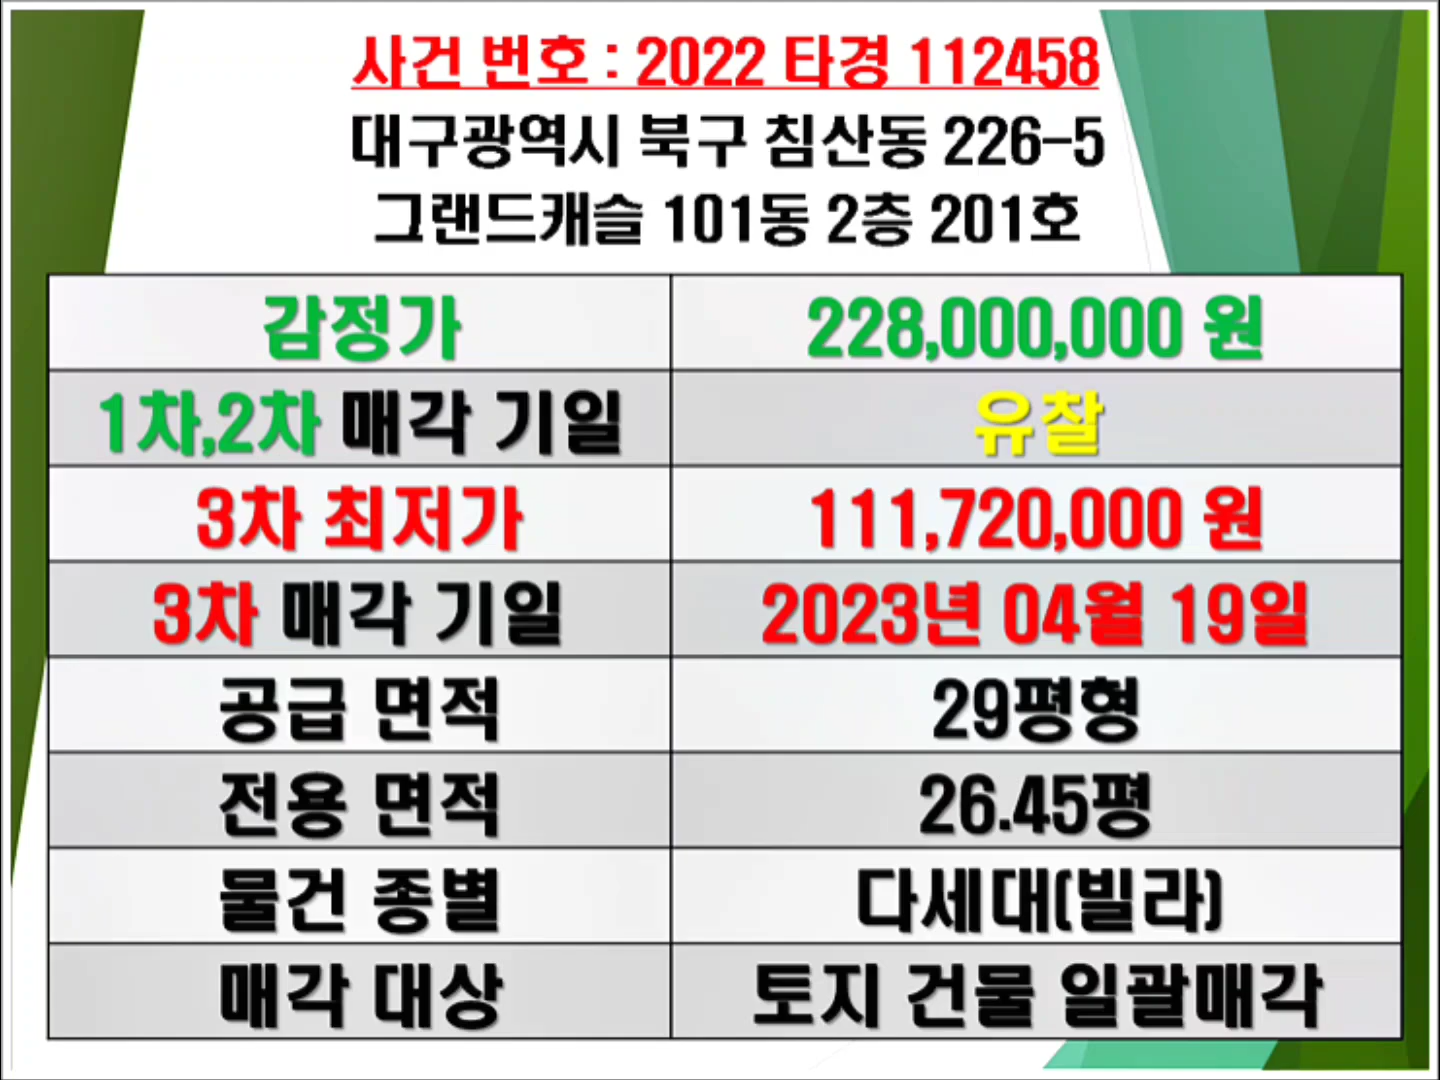 사건 번호 : 2022 타경 112458
대구광역시 북구 침산동 226-5
그랜드캐슬 101동 2층 201호
감정가 228,000,000 원
1차,2차 매각 기일 유찰
3차 최저가 111,720,000 원
3차 매각 기일 2023년 04월 19일
공급 면적 29평형
전용 면적 26.45평
물건 종별 다세대(빌라)
매각 대상 토지 건물 일괄매각